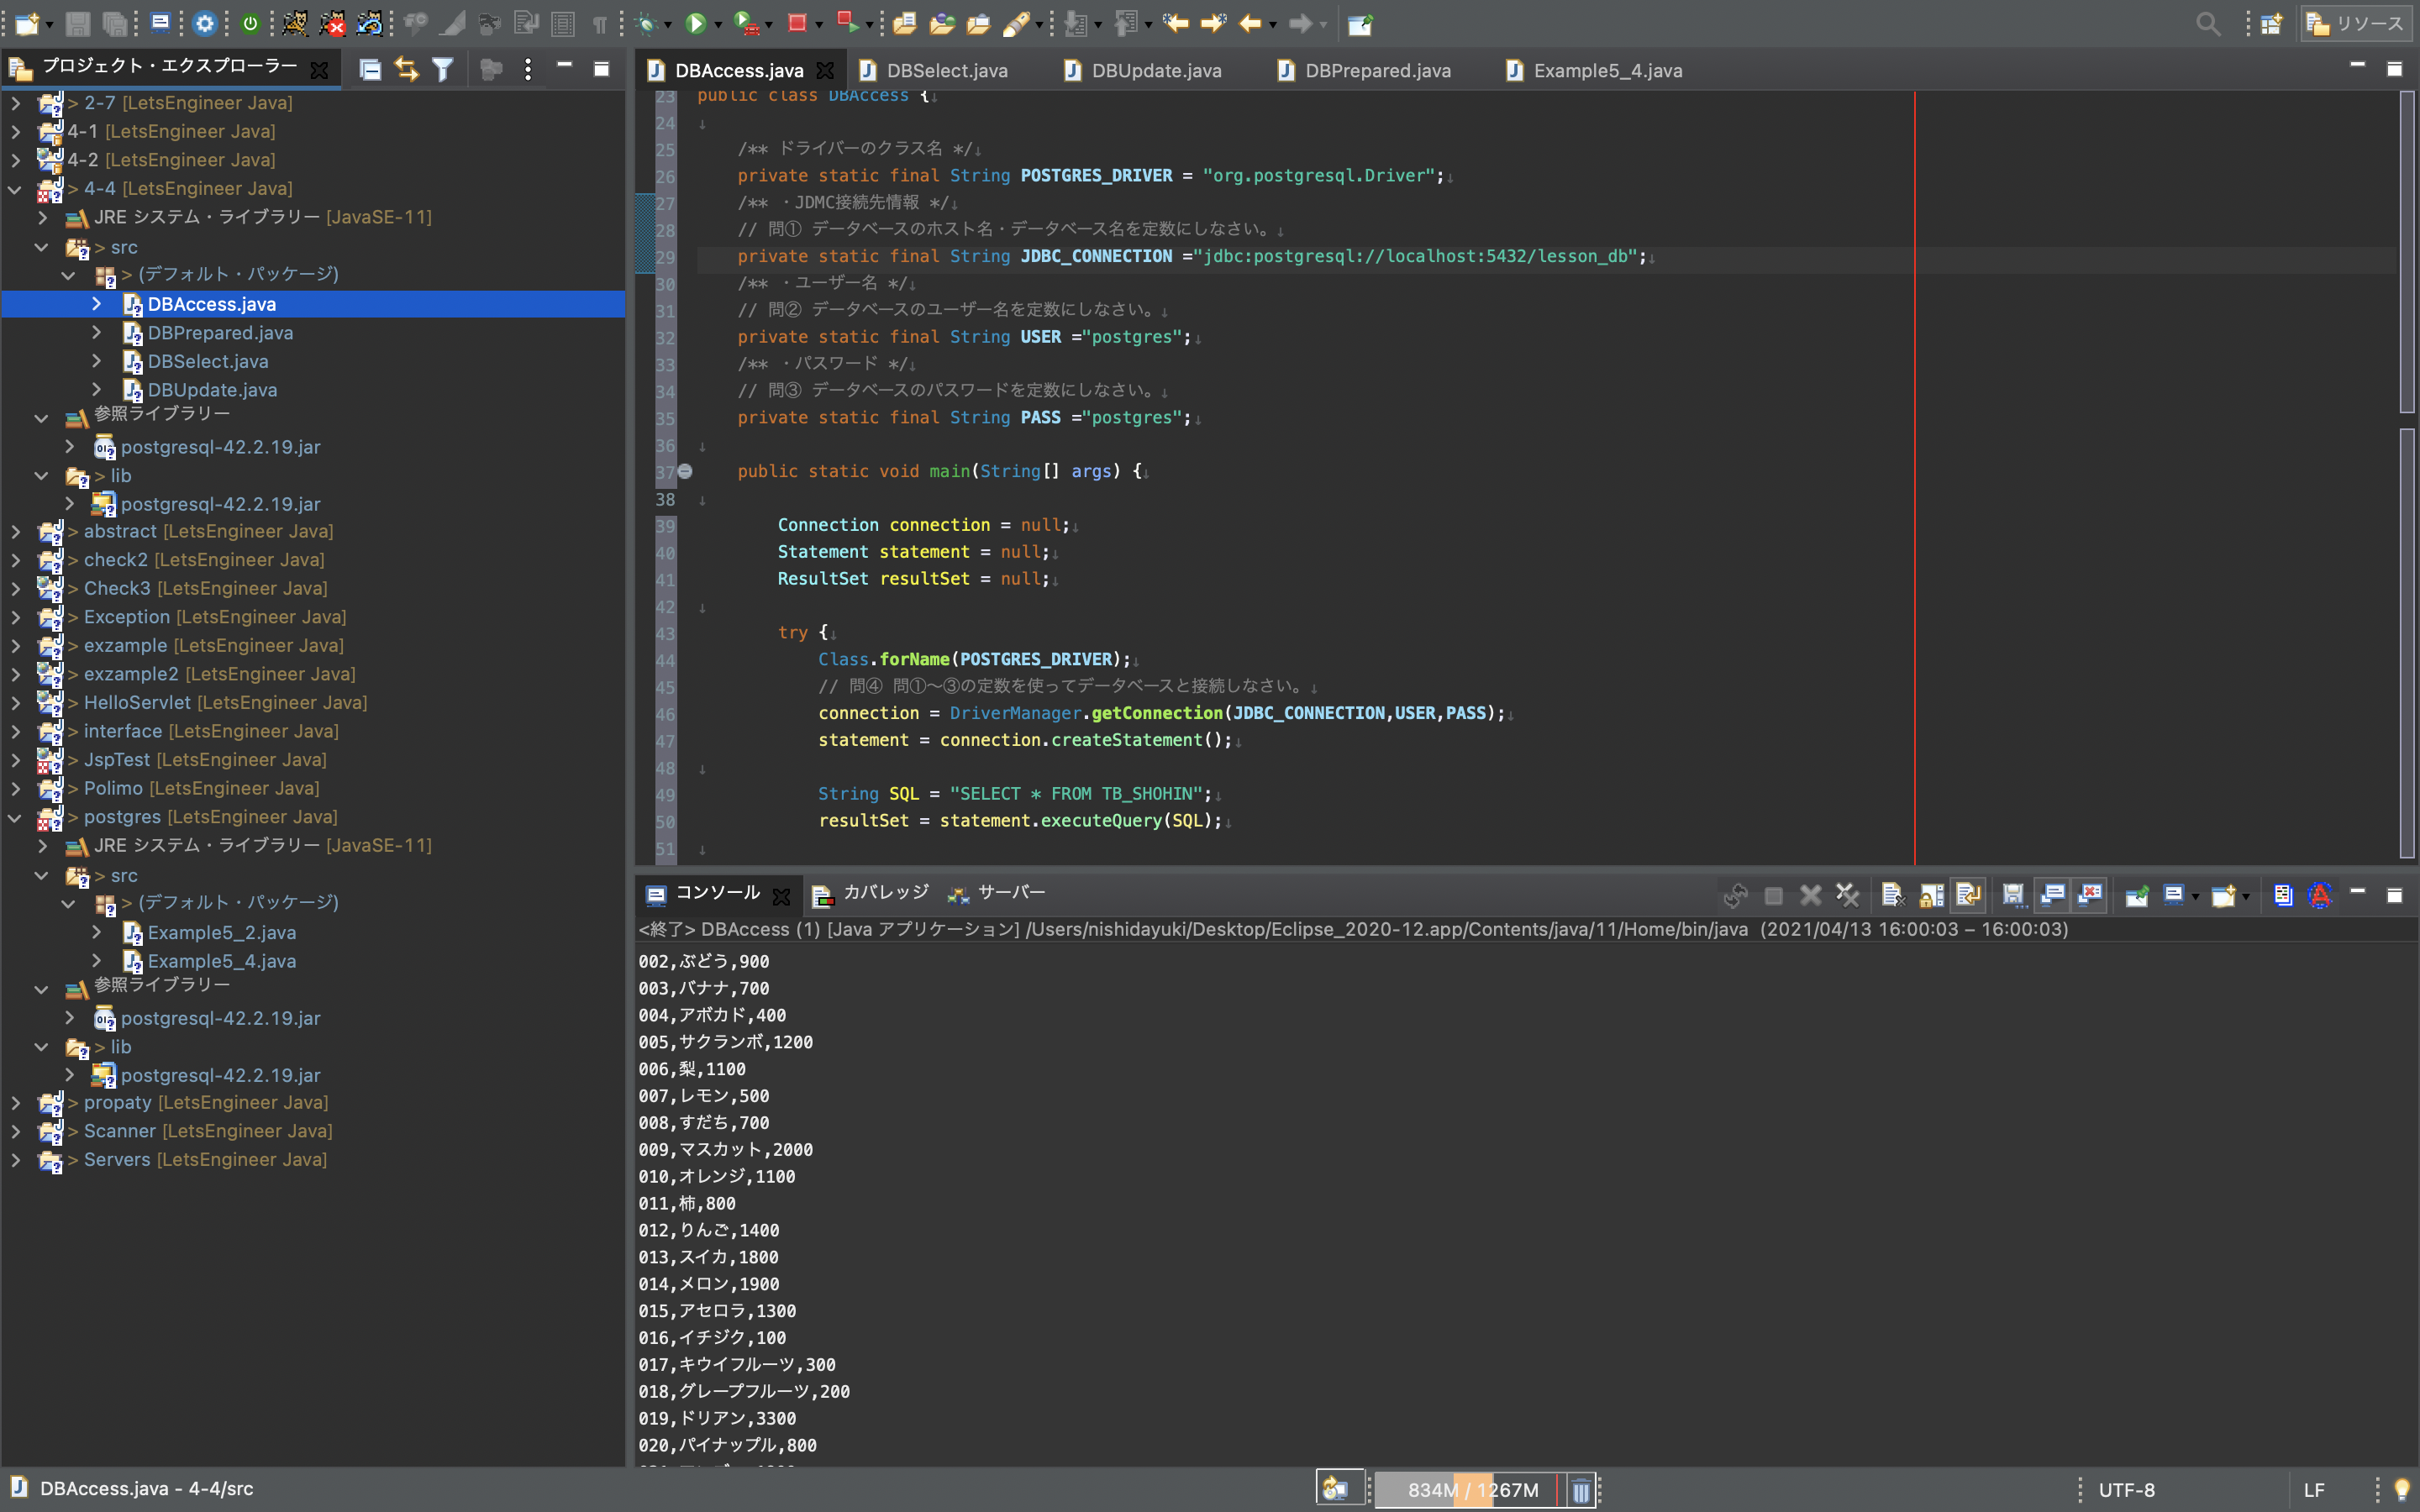 リソース
プロジェクト・エクスプローラー
> 2-7 [LetsEngineer Java]
4-1 [LetsEngineer Java]
4-2 [LetsEngineer Java]
> 4-4 [LetsEngineer Java]
JRE システム・ライブラリー [JavaSE-11]
> src
> (デフォルト・パッケージ)
DBAccess.java
DBPrepared.java
DBSelect.java
DBUpdate.java
参照ライブラリー
postgresql-42.2.19.jar
> lib
postgresql-42.2.19.jar
> abstract [LetsEngineer Java]
> check2 [LetsEngineer Java]
> Check3 [LetsEngineer Java]
> Exception [LetsEngineer Java]
> exzample [LetsEngineer Java]
> exzample2 [LetsEngineer Java]
> HelloServlet [LetsEngineer Java]
> interface [LetsEngineer Java]
> JspTest [LetsEngineer Java]
> Polimo [LetsEngineer Java]
> postgres [LetsEngineer Java]
JRE システム・ライブラリー [JavaSE-11]
> src
> (デフォルト・パッケージ)
Example5_2.java
Example5_4.java
参照ライブラリー
postgresql-42.2.19.jar
> lib
postgresql-42.2.19.jar
> propaty [LetsEngineer Java]
> Scanner [LetsEngineer Java]
> Servers [LetsEngineer Java]
DBAccess.java DBSelect.java DBUpdate.java DBPrepared.java Example5_4.java
23 public class DBAccess {↓
24 ↓
25 /** ドライバーのクラス名 */↓
26 private static final String POSTGRES_DRIVER = "org.postgresql.Driver";↓
27 /** ・JDMC接続先情報 */↓
28 // 問① データベースのホスト名・データベース名を定数にしなさい。↓
29 private static final String JDBC_CONNECTION ="jdbc:postgresql://localhost:5432/lesson_db";↓
30 /** ・ユーザー名 */↓
31 // 問② データベースのユーザー名を定数にしなさい。↓
32 private static final String USER ="postgres";↓
33 /** ・パスワード */↓
34 // 問③ データベースのパスワードを定数にしなさい。↓
35 private static final String PASS ="postgres";↓
36 ↓
37 public static void main(String[] args) {↓
38 ↓
39 Connection connection = null;↓
40 Statement statement = null;↓
41 ResultSet resultSet = null;↓
42 ↓
43 try {↓
44 Class.forName(POSTGRES_DRIVER);↓
45 // 問④ 問①〜③の定数を使ってデータベースと接続しなさい。↓
46 connection = DriverManager.getConnection(JDBC_CONNECTION,USER,PASS);↓
47 statement = connection.createStatement();↓
48 ↓
49 String SQL = "SELECT * FROM TB_SHOHIN";↓
50 resultSet = statement.executeQuery(SQL);↓
51 ↓
コンソール カバレッジ サーバー
<終了> DBAccess (1) [Java アプリケーション] /Users/nishidayuki/Desktop/Eclipse_2020-12.app/Contents/java/11/Home/bin/java (2021/04/13 16:00:03 – 16:00:03)
002,ぶどう,900
003,バナナ,700
004,アボカド,400
005,サクランボ,1200
006,梨,1100
007,レモン,500
008,すだち,700
009,マスカット,2000
010,オレンジ,1100
011,柿,800
012,りんご,1400
013,スイカ,1800
014,メロン,1900
015,アセロラ,1300
016,イチジク,100
017,キウイフルーツ,300
018,グレープフルーツ,200
019,ドリアン,3300
020,パイナップル,800
DBAccess.java - 4-4/src
834M / 1267M
UTF-8
LF